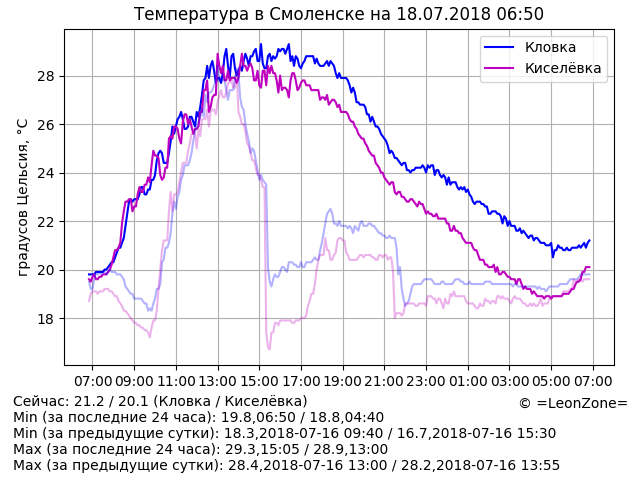 Температура в Смоленске на 18.07.2018 06:50
Кловка
Киселёвка
градусов Цельсия, °C
28
26
24
22
20
18
07:00 09:00 11:00 13:00 15:00 17:00 19:00 21:00 23:00 01:00 03:00 05:00 07:00
Сейчас: 21.2 / 20.1 (Кловка / Киселёвка)
© =LeonZone=
Min (за последние 24 часа): 19.8,06:50 / 18.8,04:40
Min (за предыдущие сутки): 18.3,2018-07-16 09:40 / 16.7,2018-07-16 15:30
Max (за последние 24 часа): 29.3,15:05 / 28.9,13:00
Max (за предыдущие сутки): 28.4,2018-07-16 13:00 / 28.2,2018-07-16 13:55